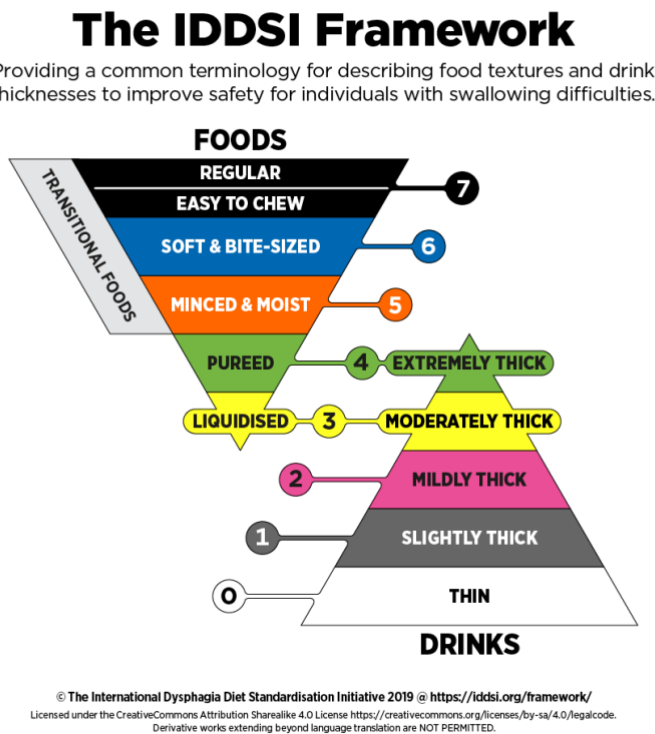 The IDDSI Framework
Providing a common terminology for describing food textures and drink
thicknesses to improve safety for individuals with swallowing difficulties.
FOODS
TRANSITIONAL FOODS
REGULAR
EASY TO CHEW
7
SOFT & BITE-SIZED
6
MINCED & MOIST
5
PUREED
4
EXTREMELY THICK
LIQUIDISED
3
MODERATELY THICK
2
MILDLY THICK
1
SLIGHTLY THICK
0
THIN
DRINKS
© The International Dysphagia Diet Standardisation Initiative 2019 @ https://iddsi.org/framework/
Licensed under the CreativeCommons Attribution Sharealike 4.0 License https://creativecommons.org/licenses/by-sa/4.0/legalcode.
Derivative works extending beyond language translation are NOT PERMITTED.